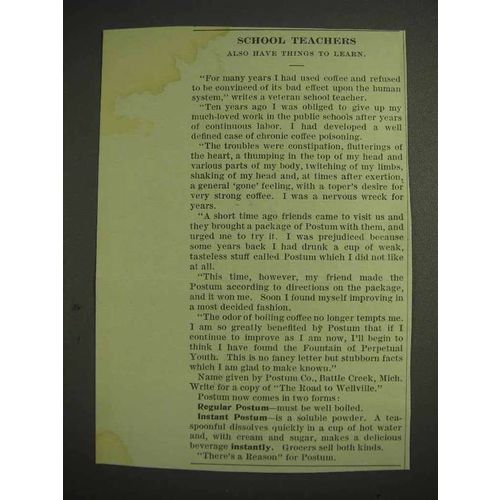 SCHOOL TEACHERS
ALSO HAVE THINGS TO LEARN.
"For many years I had used coffee and refused
to be convinced of its bad effect upon the human
system," writes a veteran school teacher.
"Ten years ago I was obliged to give up my
much-loved work in the public schools after years
of continuous labor. I had developed a well
defined case of chronic coffee poisoning.
"The troubles were constipation, flutterings of
the heart, a thumping in the top of my head and
various parts of my body, twitching of my limbs,
shaking of my head and, at times after exertion,
a general 'gone' feeling, with a toper's desire for
very strong coffee. I was a nervous wreck for
years.
"A short time ago friends came to visit us and
they brought a package of Postum with them, and
urged me to try it. I was prejudiced because
some years back I had drunk a cup of weak,
tasteless stuff called Postum which I did not like
at all.
"This time, however, my friend made the
Postum according to directions on the package,
and it won me. Soon I found myself improving in
a most decided fashion.
"The odor of boiling coffee no longer tempts me.
I am so greatly benefited by Postum that if I
continue to improve as I am now, I'll begin to
think I have found the Fountain of Perpetual
Youth. This is no fancy letter but stubborn facts
which I am glad to make known."
Name given by Postum Co., Battle Creek, Mich.
Write for a copy of "The Road to Wellville."
Postum now comes in two forms:
Regular Postum—must be well boiled.
Instant Postum—is a soluble powder. A tea-
spoonful dissolves quickly in a cup of hot water
and, with cream and sugar, makes a delicious
beverage instantly. Grocers sell both kinds.
"There's a Reason" for Postum.